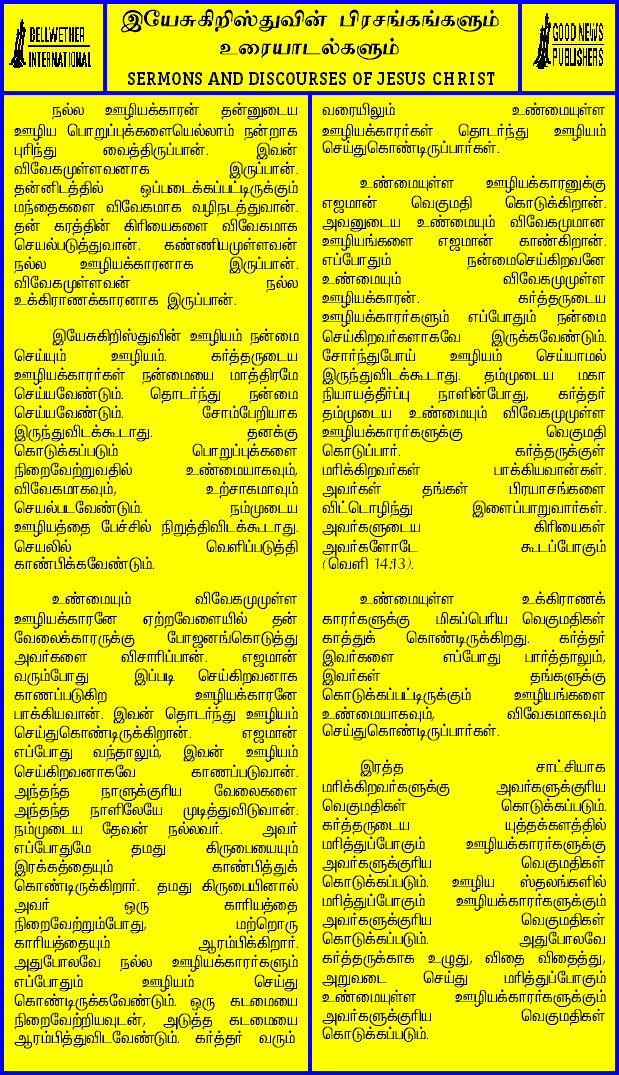 BELLWETHER
INTERNATIONAL
இயேசுகிறிஸ்துவின் பிரசங்கங்களும்
உரையாடல்களும்
SERMONS AND DISCOURSES OF JESUS CHRIST
GOOD NEWS
PUBLISHERS
நல்ல ஊழியக்காரன் தன்னுடைய
ஊழிய பொறுப்புக்களையெல்லாம் நன்றாக
புரிந்து வைத்திருப்பான். இவன்
விவேகமுள்ளவனாக இருப்பான்.
தன்னிடத்தில் ஒப்படைக்கப்பட்டிருக்கும்
மந்தைகளை விவேகமாக வழிநடத்துவான்.
தன் கரத்தின் கிரியைகளை விவேகமாக
செயல்படுத்துவான். கண்ணியமுள்ளவன்
நல்ல ஊழியக்காரனாக இருப்பான்.
விவேகமுள்ளவன் நல்ல
உக்கிராணக்காரனாக இருப்பான்.
இயேசுகிறிஸ்துவின் ஊழியம் நன்மை
செய்யும் ஊழியம். கர்த்தருடைய
ஊழியக்காரர்கள் நன்மையை மாத்திரமே
செய்யவேண்டும். தொடர்ந்து நன்மை
செய்யவேண்டும். சோம்பேறியாக
இருந்துவிடக்கூடாது. தனக்கு
கொடுக்கப்படும் பொறுப்புக்களை
நிறைவேற்றுவதில் உண்மையாகவும்,
விவேகமாகவும், உற்சாகமாவும்
செயல்படவேண்டும். நம்முடைய
ஊழியத்தை பேச்சில் நிறுத்திவிடக்கூடாது.
செயலில் வெளிப்படுத்தி
காண்பிக்கவேண்டும்.
உண்மையும் விவேகமுமுள்ள
ஊழியக்காரனே ஏற்றவேளையில் தன்
வேலைக்காரருக்கு போஜனங்கொடுத்து
அவர்களை விசாரிப்பான். எஜமான்
வரும்போது இப்படி செய்கிறவனாக
காணப்படுகிற ஊழியக்காரனே
பாக்கியவான். இவன் தொடர்ந்து ஊழியம்
செய்துகொண்டிருக்கிறான். எஜமான்
எப்போது வந்தாலும், இவன் ஊழியம்
செய்கிறவனாகவே காணப்படுவான்.
அந்தந்த நாளுக்குரிய வேலைகளை
அந்தந்த நாளிலேயே முடித்துவிடுவான்.
நம்முடைய தேவன் நல்லவர். அவர்
எப்போதுமே தமது கிருபையையும்
இரக்கத்தையும் காண்பித்துக்
கொண்டிருக்கிறார். தமது கிருபையினால்
அவர் ஒரு காரியத்தை
நிறைவேற்றும்போது, மற்றொரு
காரியத்தையும் ஆரம்பிக்கிறார்.
அதுபோலவே நல்ல ஊழியக்காரர்களும்
எப்போதும் ஊழியம் செய்து
கொண்டிருக்கவேண்டும். ஒரு கடமையை
நிறைவேற்றியவுடன், அடுத்த கடமையை
ஆரம்பித்துவிடவேண்டும். கர்த்தர் வரும்
வரையிலும் உண்மையுள்ள
ஊழியக்காரர்கள் தொடர்ந்து ஊழியம்
செய்துகொண்டிருப்பார்கள்.
உண்மையுள்ள ஊழியக்காரனுக்கு
எஜமான் வெகுமதி கொடுக்கிறான்.
அவனுடைய உண்மையும் விவேகமுமான
ஊழியங்களை எஜமான் காண்கிறான்.
எப்போதும் நன்மைசெய்கிறவனே
உண்மையும் விவேகமுமுள்ள
ஊழியக்காரன். கர்த்தருடைய
ஊழியக்காரர்களும் எப்போதும் நன்மை
செய்கிறவர்களாகவே இருக்கவேண்டும்.
சோர்ந்துபோய் ஊழியம் செய்யாமல்
இருந்துவிடக்கூடாது. தம்முடைய மகா
நியாயத்தீர்ப்பு நாளின்போது, கர்த்தர்
தம்முடைய உண்மையும் விவேகமுமுள்ள
ஊழியக்காரர்களுக்கு வெகுமதி
கொடுப்பார். கர்த்தருக்குள்
மரிக்கிறவர்கள் பாக்கியவான்கள்.
அவர்கள் தங்கள் பிரயாசங்களை
விட்டொழிந்து இளைப்பாறுவார்கள்.
அவர்களுடைய கிரியைகள்
அவர்களோடே கூடப்போகும்
(வெளி 14:13).
உண்மையுள்ள உக்கிராணக்
காரர்களுக்கு மிகப்பெரிய வெகுமதிகள்
காத்துக் கொண்டிருக்கிறது. கர்த்தர்
இவர்களை எப்போது பார்த்தாலும்,
இவர்கள் தங்களுக்கு
கொடுக்கப்பட்டிருக்கும் ஊழியங்களை
உண்மையாகவும், விவேகமாகவும்
செய்துகொண்டிருப்பார்கள்.
இரத்த சாட்சியாக
மரிக்கிறவர்களுக்கு அவர்களுக்குரிய
வெகுமதிகள் கொடுக்கப்படும்.
கர்த்தருடைய யுத்தக்களத்தில்
மரித்துப்போகும் ஊழியக்காரர்களுக்கு
அவர்களுக்குரிய வெகுமதிகள்
கொடுக்கப்படும். ஊழிய ஸ்தலங்களில்
மரித்துப்போகும் ஊழியக்காரர்களுக்கும்
அவர்களுக்குரிய வெகுமதிகள்
கொடுக்கப்படும். அதுபோலவே
கர்த்தருக்காக உழுது, விதை விதைத்து,
அறுவடை செய்து மரித்துப்போகும்
உண்மையுள்ள ஊழியக்காரர்களுக்கும்
அவர்களுக்குரிய வெகுமதிகள்
கொடுக்கப்படும்.